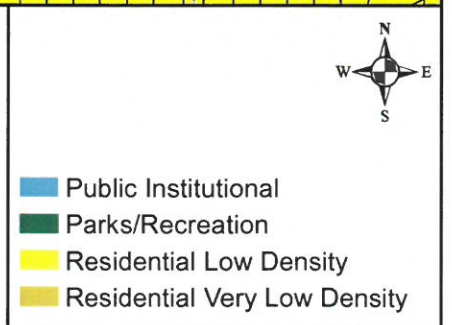 N
W E
S
Public Institutional
Parks/Recreation
Residential Low Density
Residential Very Low Density